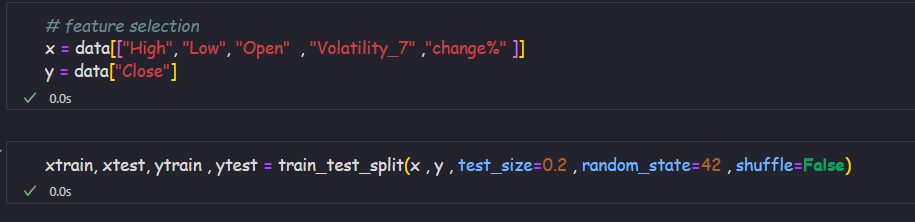 # feature selection
x = data[["High", "Low", "Open" , "Volatility_7" ,"change%" ]]
y = data["Close"]
✓ 0.0s
xtrain, xtest, ytrain , ytest = train_test_split(x , y , test_size=0.2 , random_state=42 , shuffle=False)
✓ 0.0s